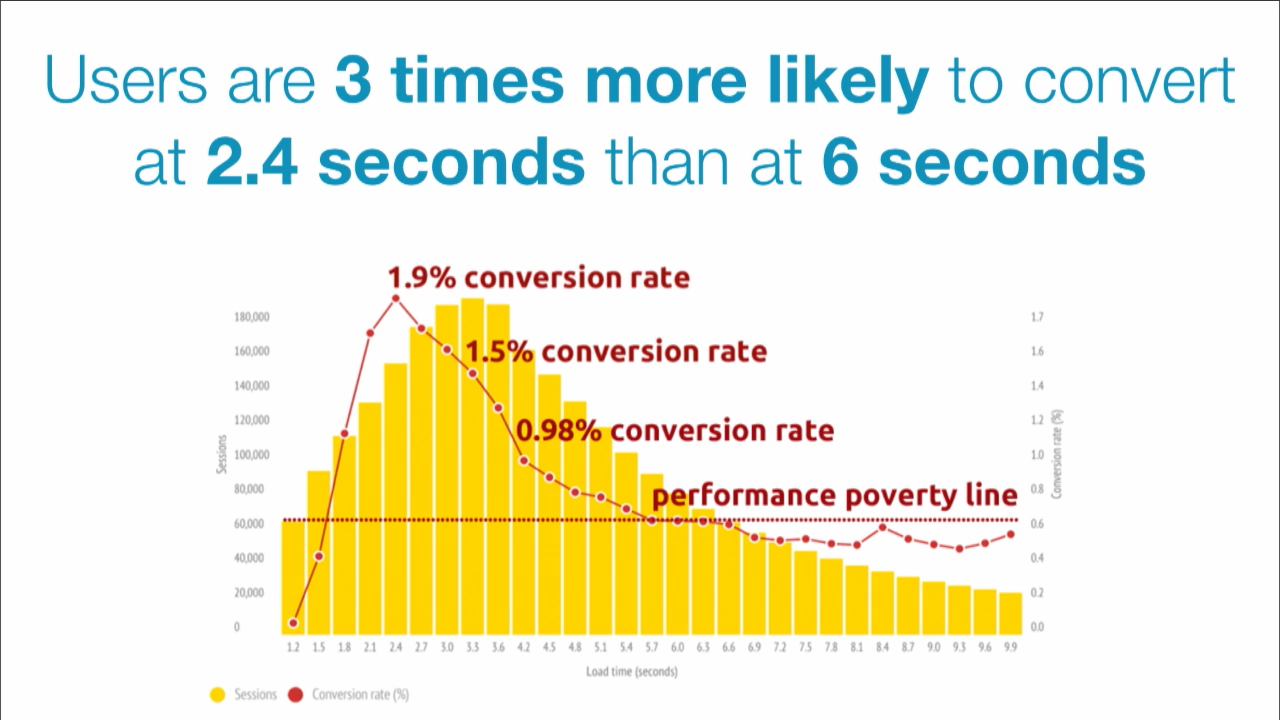 Users are 3 times more likely to convert
at 2.4 seconds than at 6 seconds
1.9% conversion rate
1.5% conversion rate
0.98% conversion rate
performance poverty line
Sessions
180,000
160,000
140,000
120,000
100,000
80,000
60,000
40,000
20,000
0
1.7
1.6
1.4
1.2
1.0
0.8
0.6
0.4
0.2
0.0
Conversion rate (%)
1.2 1.5 1.8 2.1 2.4 2.7 3.0 3.3 3.6 4.2 4.5 4.8 5.1 5.4 5.7 6.0 6.3 6.6 6.9 7.2 7.5 7.8 8.1 8.4 8.7 9.0 9.3 9.6 9.9
Load time (seconds)
Sessions Conversion rate (%)